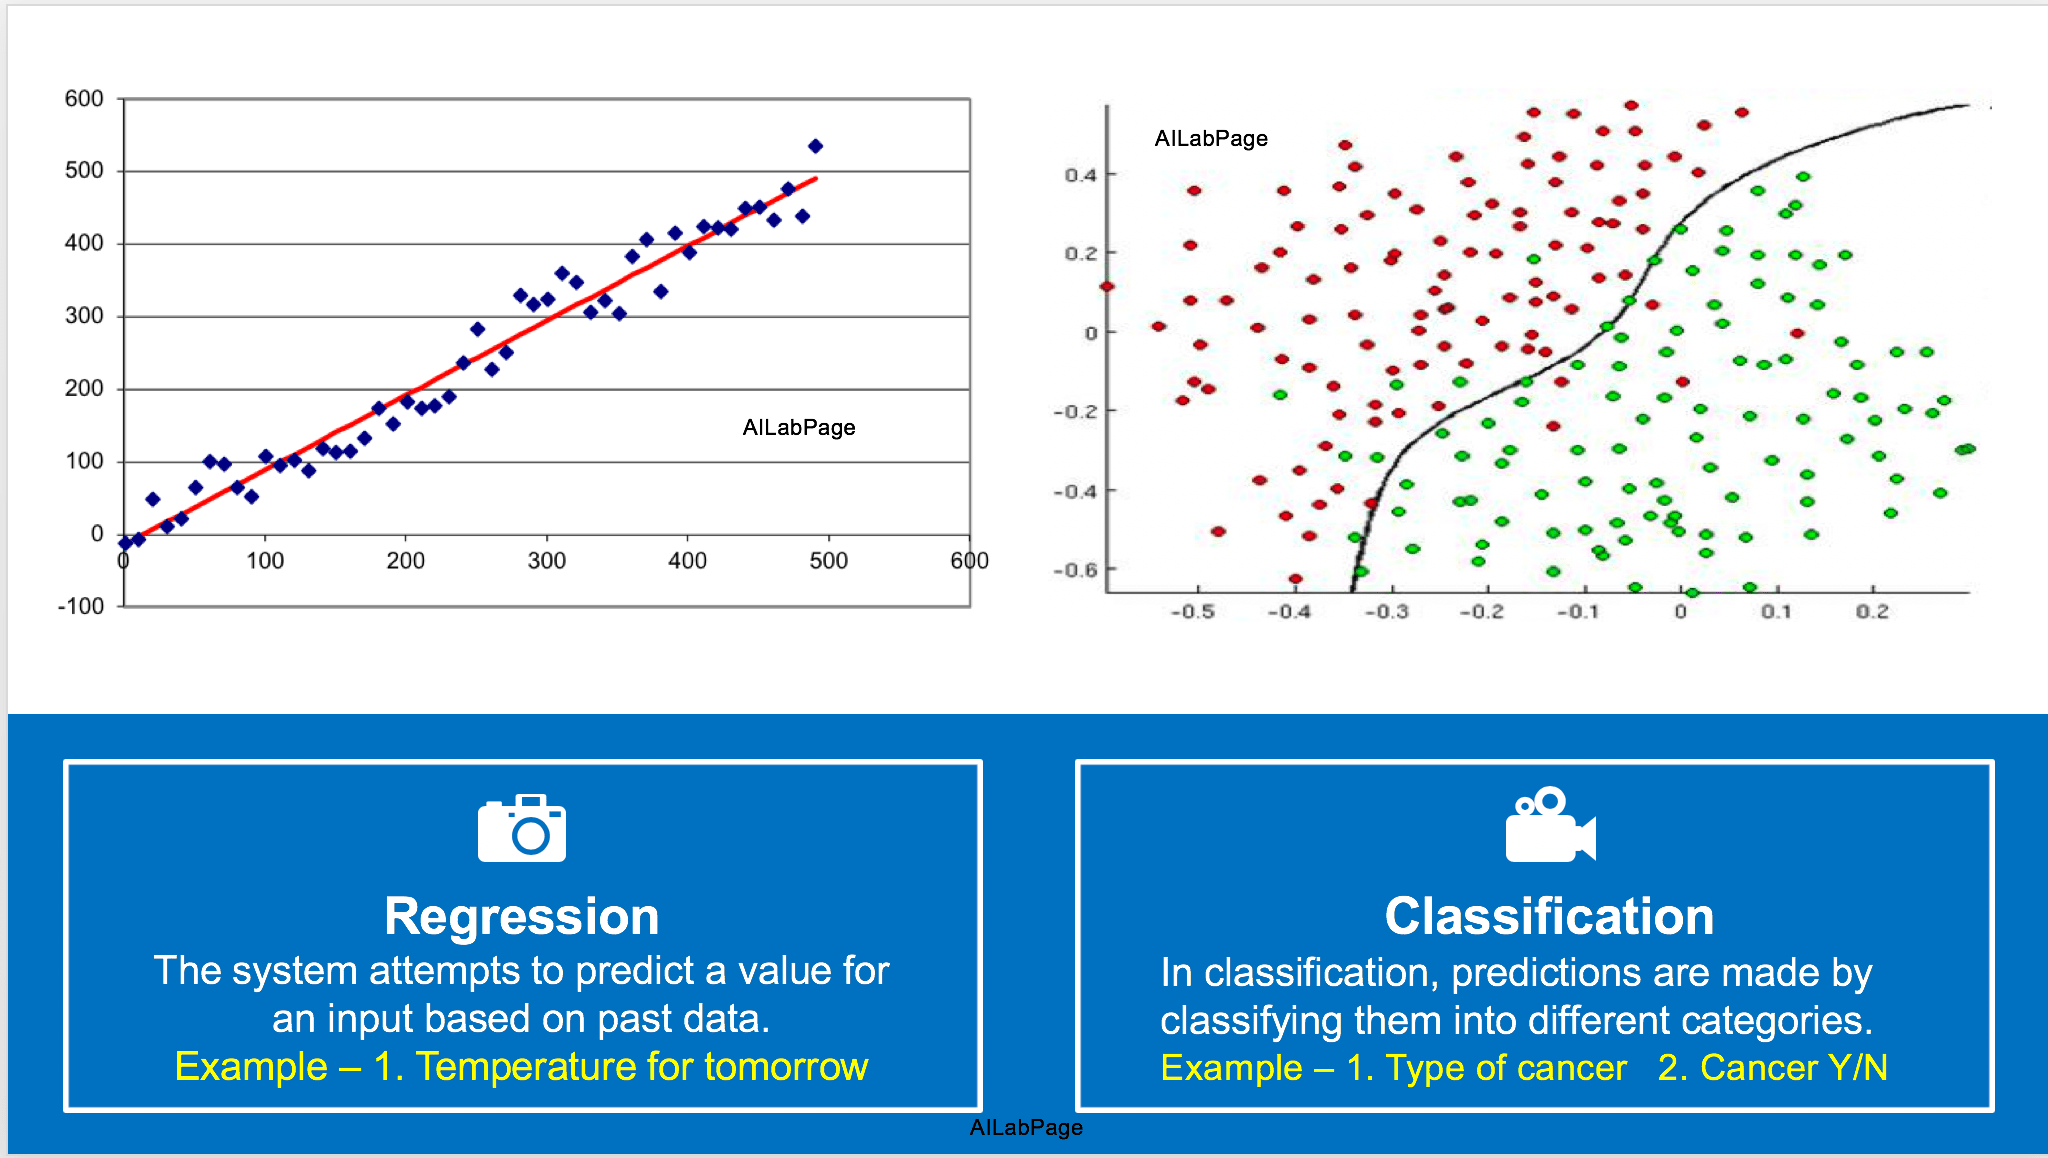 600
500
400
300
200
100
0
-100
0 100 200 300 400 500 600
AILabPage
AILabPage
0.4
0.2
0
-0.2
-0.4
-0.6
-0.5 -0.4 -0.3 -0.2 -0.1 0 0.1 0.2
Regression
The system attempts to predict a value for
an input based on past data.
Example – 1. Temperature for tomorrow
Classification
In classification, predictions are made by
classifying them into different categories.
Example – 1. Type of cancer 2. Cancer Y/N
AILabPage